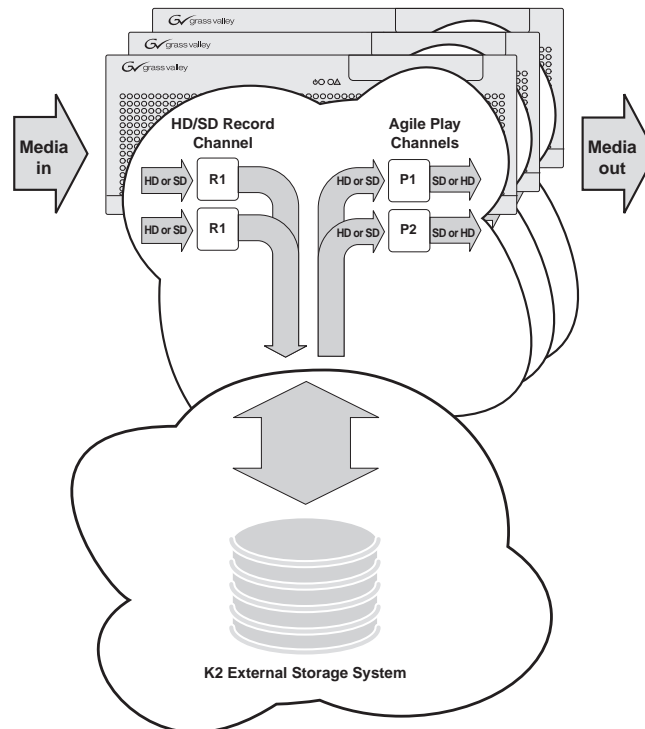 grass valley
grass valley
grass valley
HD/SD Record
Channel
Agile Play
Channels
Media
in
Media
out
HD or SD
R1
HD or SD
P1
SD or HD
HD or SD
R1
HD or SD
P2
SD or HD
K2 External Storage System